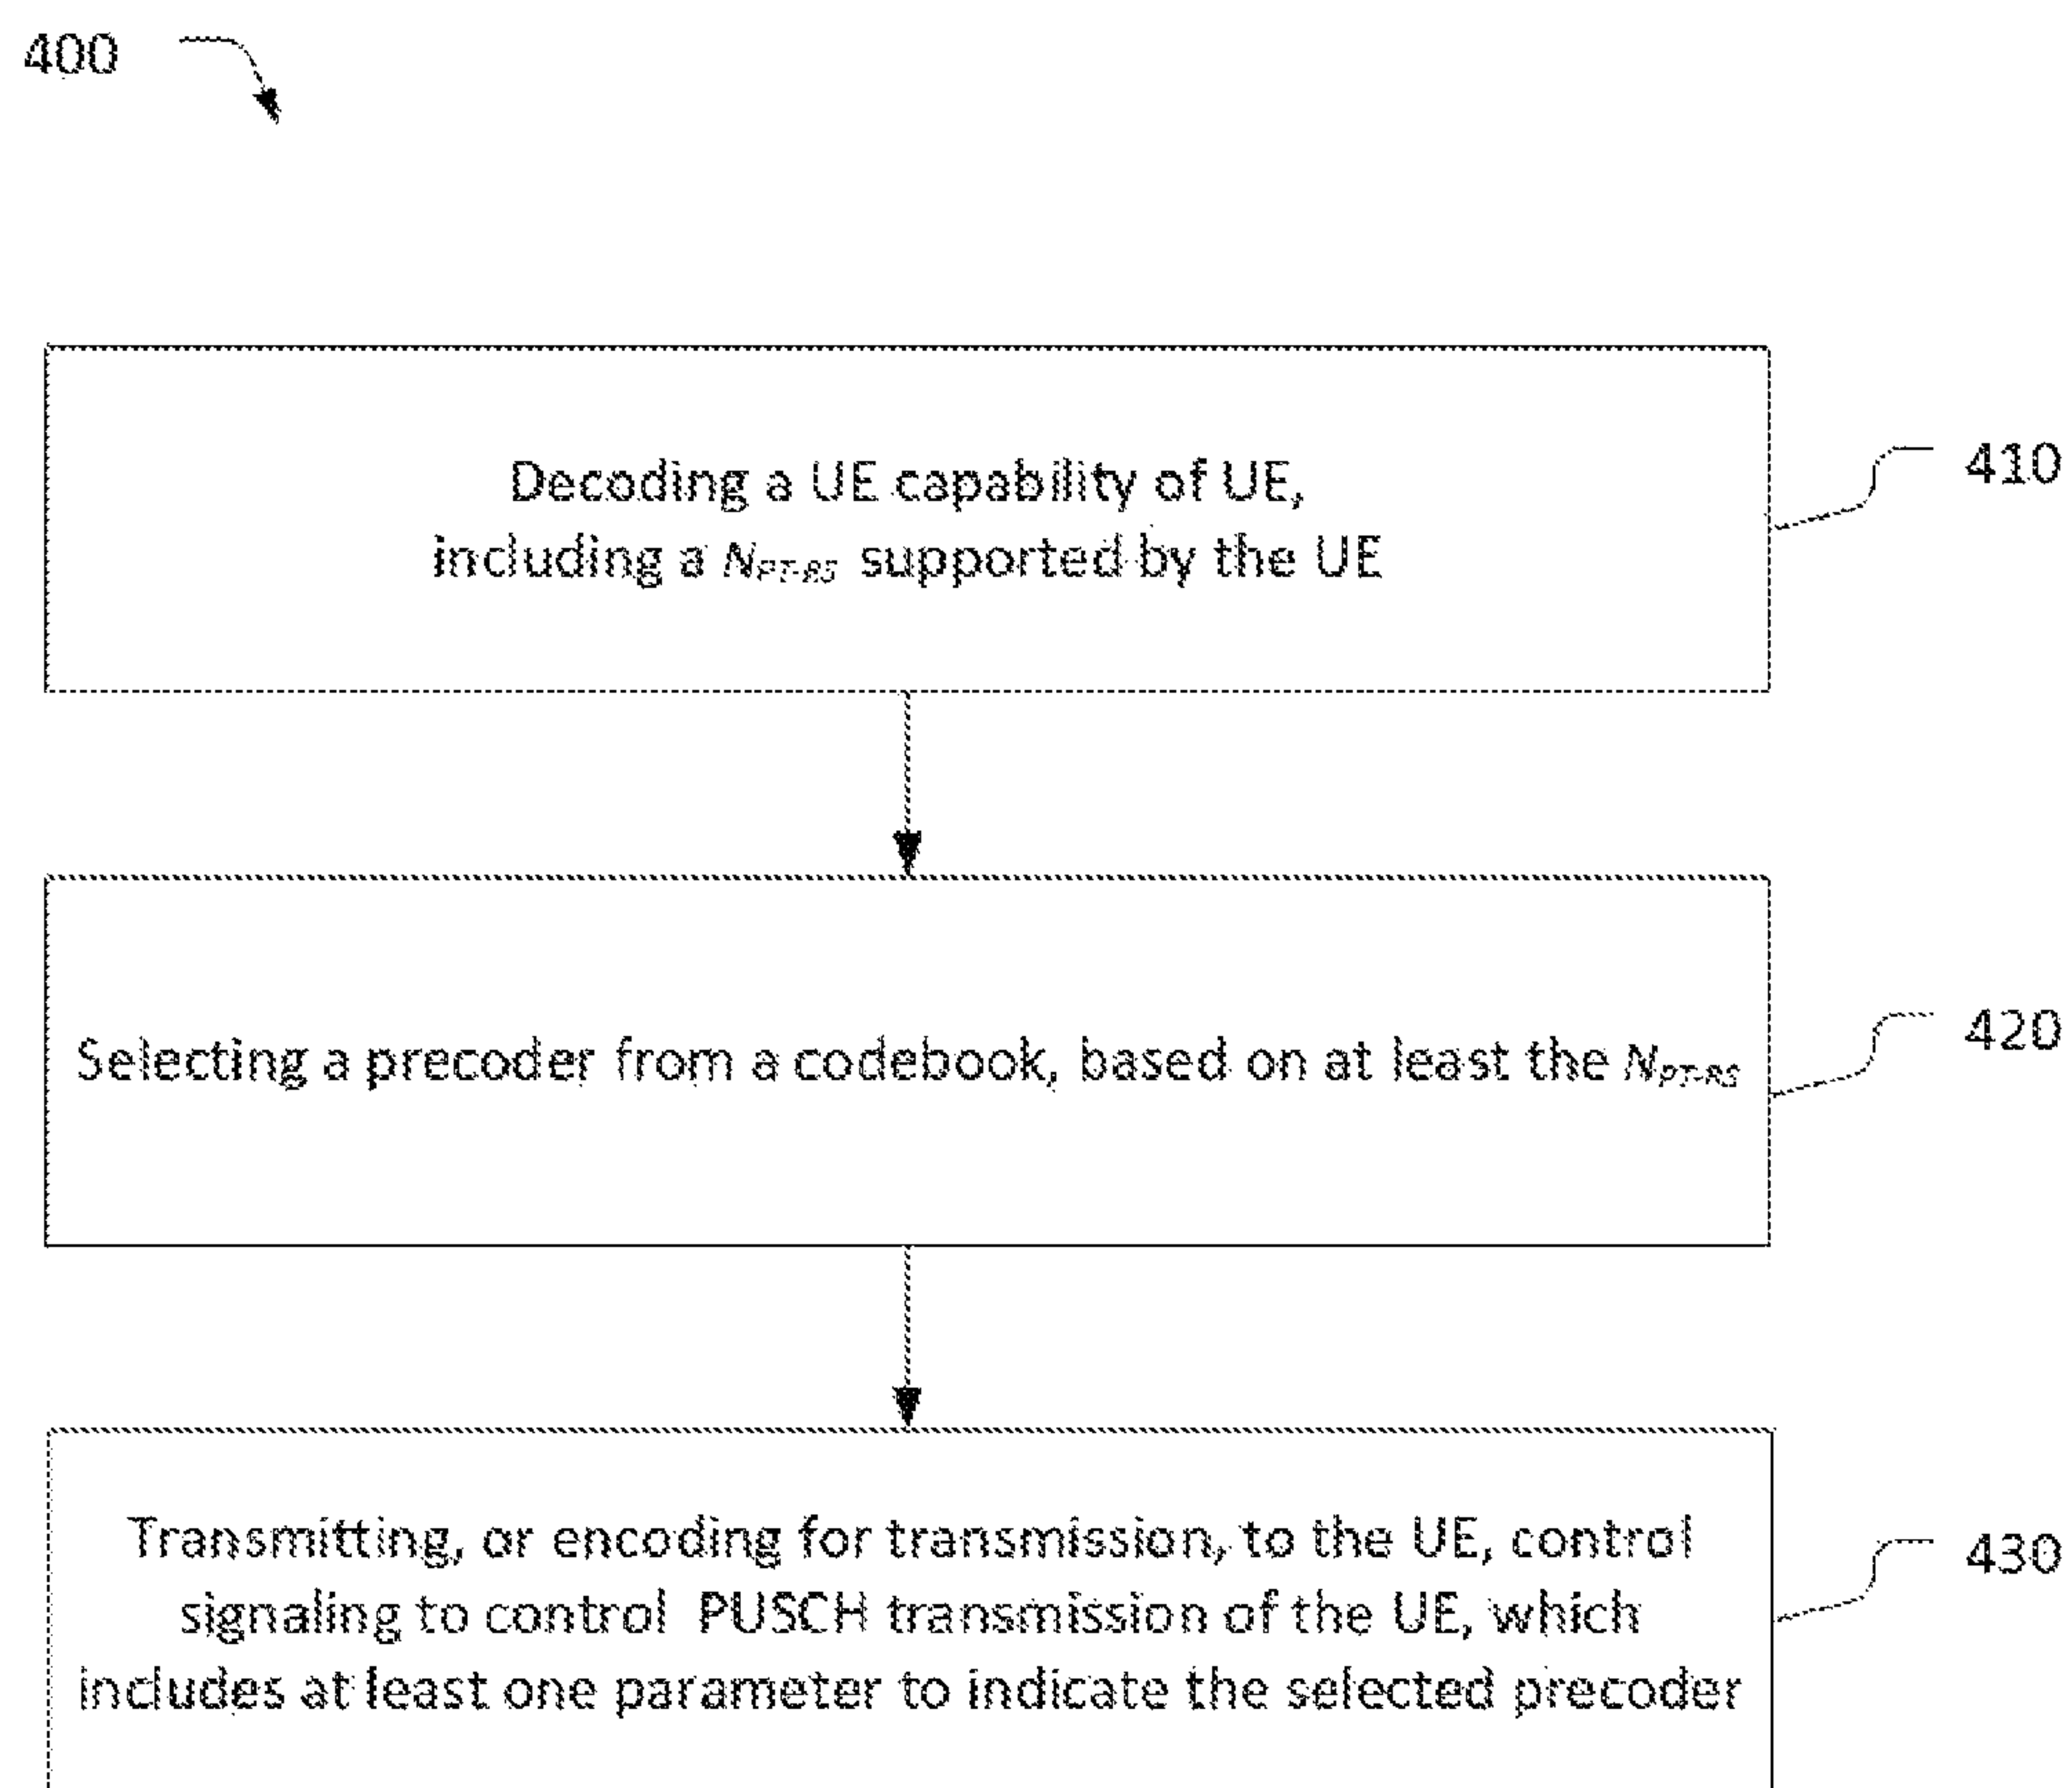 400
Decoding a UE capability of UE,
including a N_PT-RS supported by the UE
410
Selecting a precoder from a codebook, based on at least the N_PT-RS
420
Transmitting, or encoding for transmission, to the UE, control
signaling to control PUSCH transmission of the UE, which
includes at least one parameter to indicate the selected precoder
430